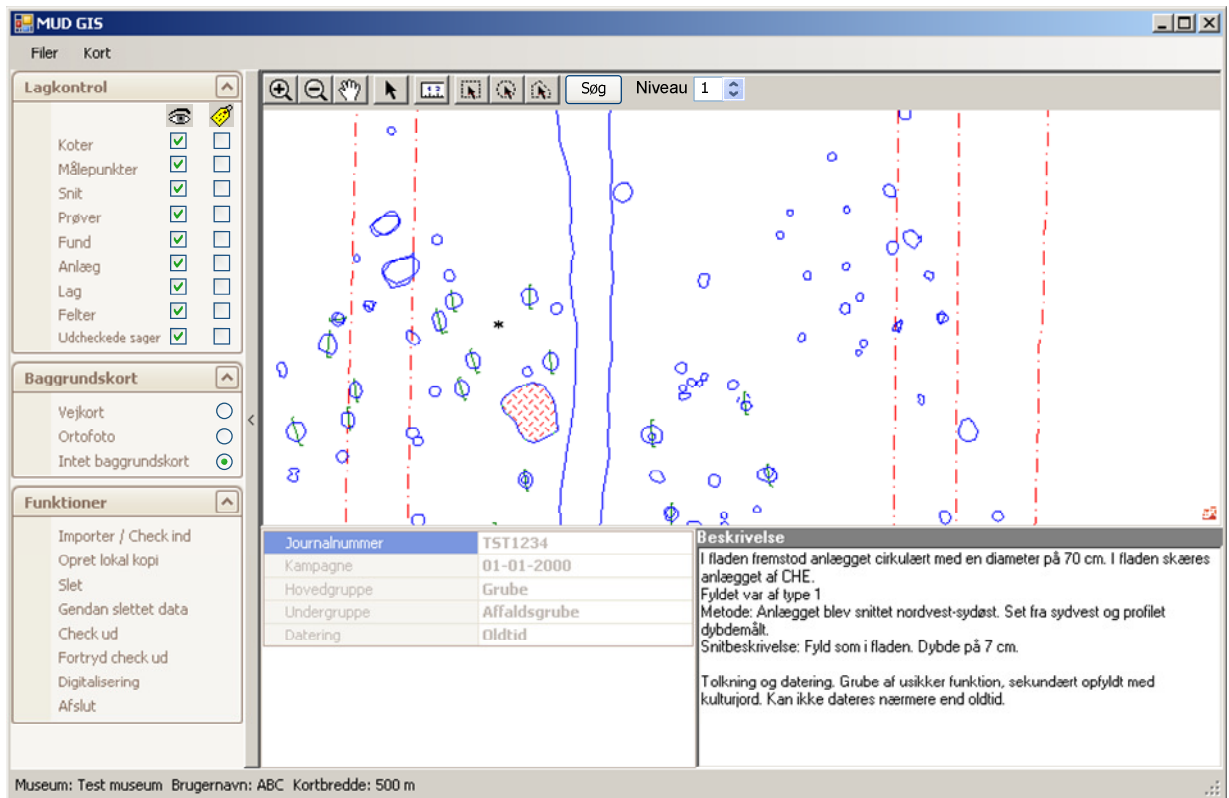 MUD GIS
Filer Kort
Lagkontrol
Koter
Målepunkter
Snit
Prøver
Fund
Anlæg
Lag
Felter
Udcheckede sager
Baggrundskort
Vejkort
Ortofoto
Intet baggrundskort
Funktioner
Importer / Check ind
Opret lokal kopi
Slet
Gendan slettet data
Check ud
Fortryd check ud
Digitalisering
Afslut
Søg Niveau 1
Journalnummer TST1234
Kampagne 01-01-2000
Hovedgruppe Grube
Undergruppe Affaldsgrube
Datering Oldtid
Beskrivelse
I fladen fremstod anlægget cirkulært med en diameter på 70 cm. I fladen skæres
anlægget af CHE.
Fyldet var af type 1
Metode: Anlægget blev snittet nordvest-sydøst. Set fra sydvest og profilet
dybdemålt.
Snitbeskrivelse: Fyld som i fladen. Dybde på 7 cm.
Tolkning og datering. Grube af usikker funktion, sekundært opfyldt med
kulturjord. Kan ikke dateres nærmere end oldtid.
Museum: Test museum Brugernavn: ABC Kortbredde: 500 m